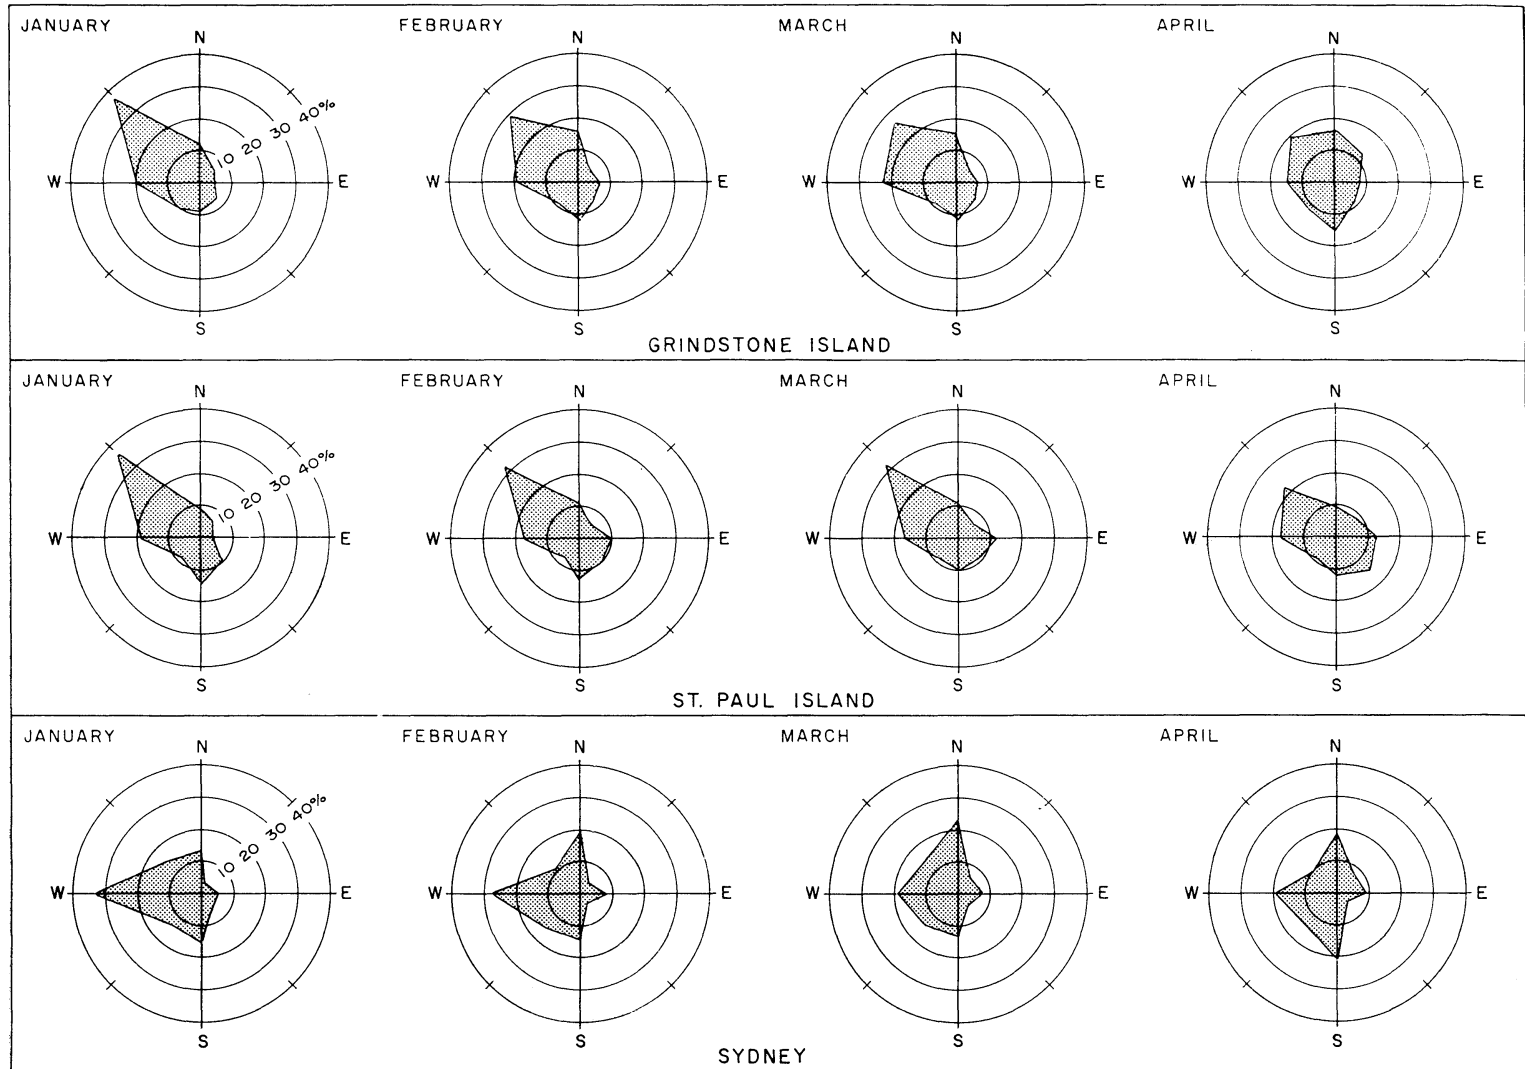 JANUARY FEBRUARY MARCH APRIL
N N N N
10 20 30 40%
W E W E W E W E
S S S S
GRINDSTONE ISLAND
JANUARY FEBRUARY MARCH APRIL
N N N N
10 20 30 40%
W E W E W E W E
S S S S
ST. PAUL ISLAND
JANUARY FEBRUARY MARCH APRIL
N N N N
10 20 30 40%
W E W E W E W E
S S S S
SYDNEY